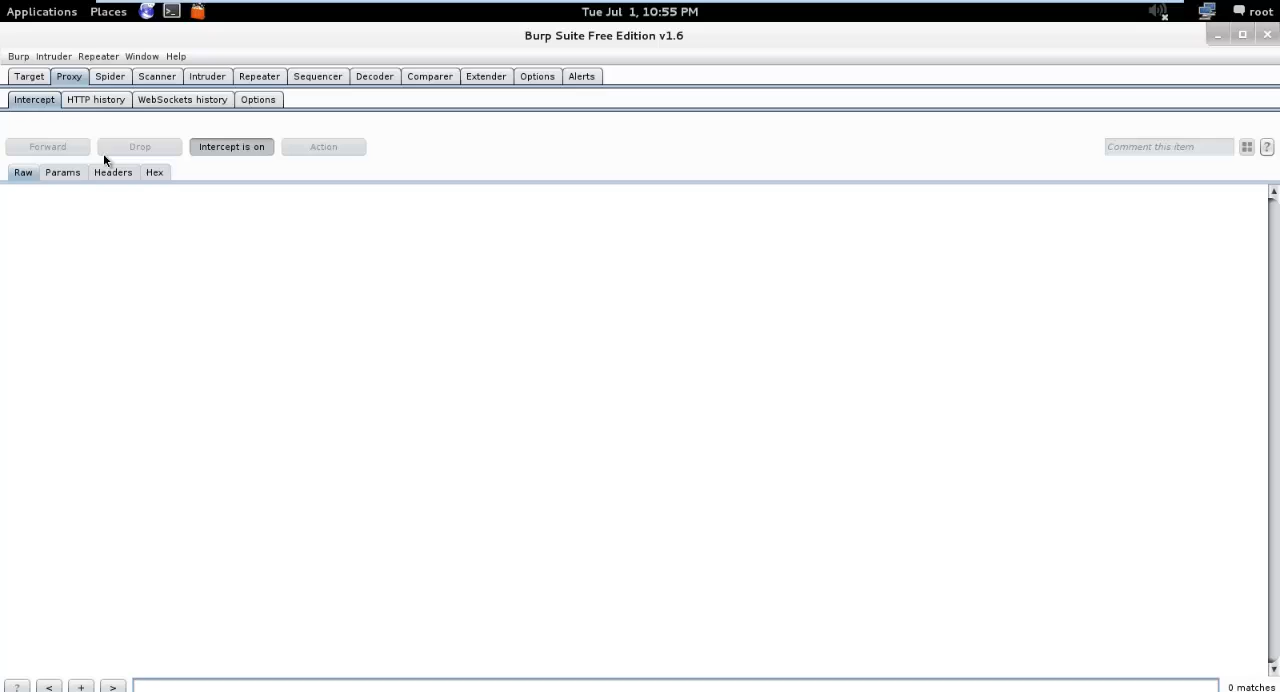 Applications Places Tue Jul 1, 10:55 PM root
Burp Suite Free Edition v1.6
Burp Intruder Repeater Window Help
Target Proxy Spider Scanner Intruder Repeater Sequencer Decoder Comparer Extender Options Alerts
Intercept HTTP history WebSockets history Options
Forward Drop Intercept is on Action Comment this item ?
Raw Params Headers Hex
? < + > 0 matches